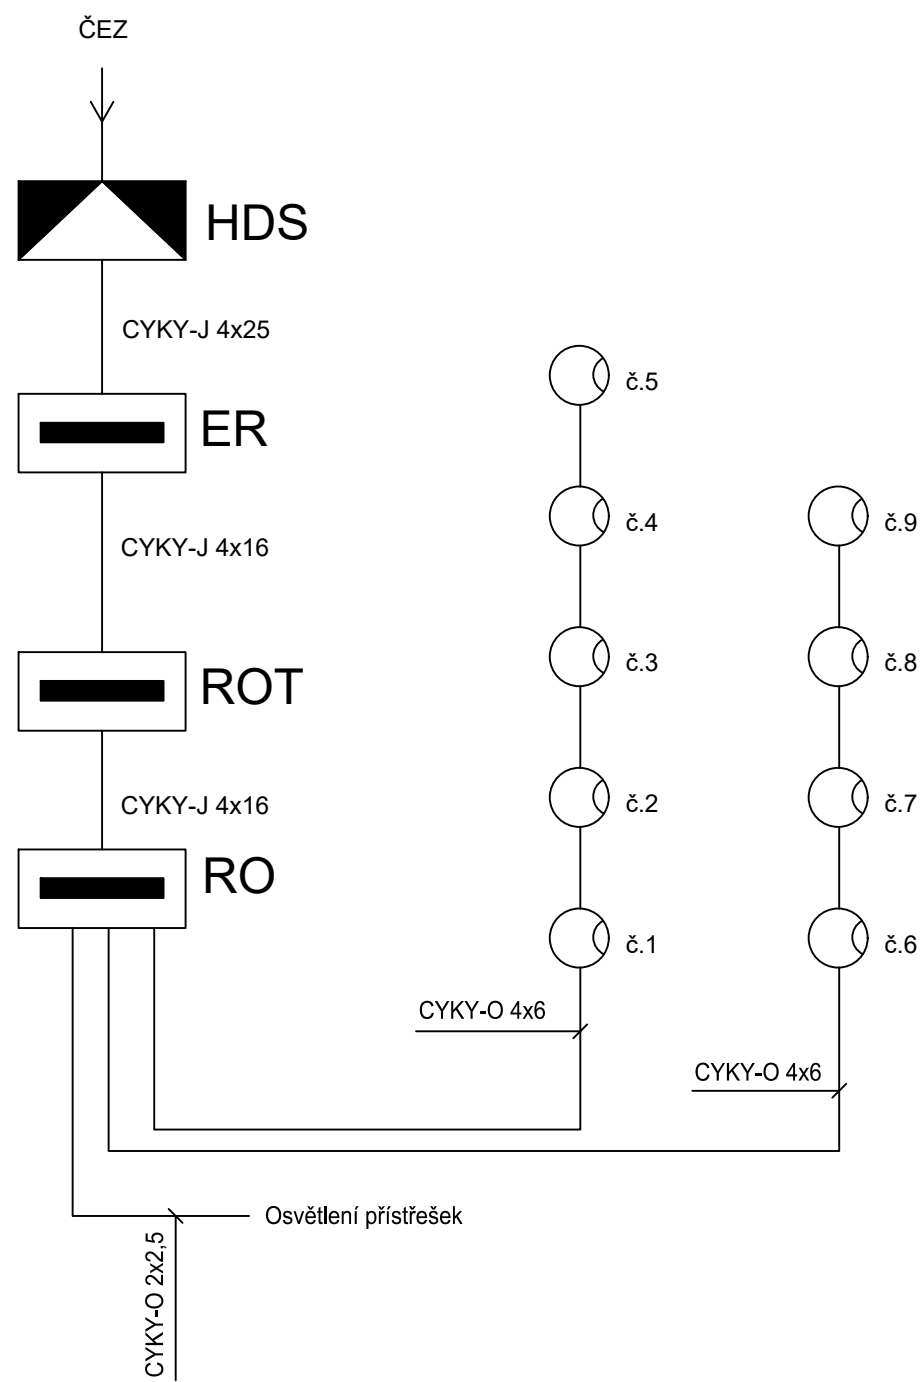 ČEZ
HDS
CYKY-J 4x25
ER
CYKY-J 4x16
ROT
CYKY-J 4x16
RO
č.5
č.4
č.3
č.2
č.1
CYKY-O 4x6
č.9
č.8
č.7
č.6
CYKY-O 4x6
Osvětlení přístřešek
CYKY-O 2x2,5